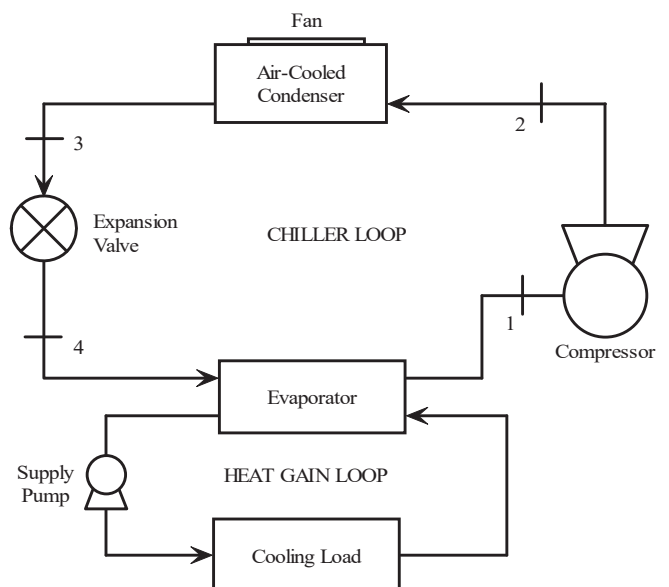 Fan
Air-Cooled
Condenser
2
3
Expansion
Valve
CHILLER LOOP
1
Compressor
4
Evaporator
Supply
Pump
HEAT GAIN LOOP
Cooling Load